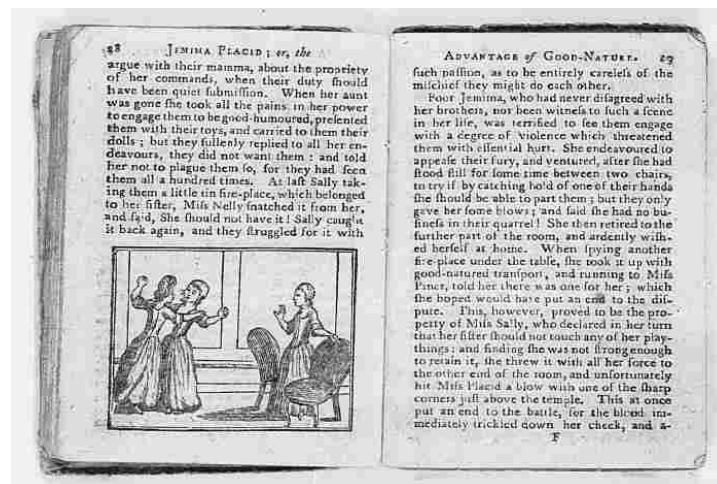 28 JEMIMA PLACID; or, the
argue with their mamma, about the propriety
of her commands, when their duty ſhould
have been quiet ſubmiſſion. When her aunt
was gone ſhe took all the pains in her power
to engage them to be good-humoured, preſented
them with their toys, and carried to them their
dolls; but they ſullenly replied to all her en-
deavours, they did not want them: and told
her not to plague them ſo, for they had ſeen
them all a hundred times. At laſt Sally tak-
ing them a little tin fire-place, which belonged
to her ſiſter, Miſs Nelly ſnatched it from her,
and ſaid, She ſhould not have it! Sally caught
it back again, and they ſtruggled for it with
ADVANTAGE of GOOD-NATURE. 29
ſuch paſſion, as to be entirely careleſs of the
miſchief they might do each other.
Poor Jemima, who had never diſagreed with
her brothers, nor been witneſs to ſuch a ſcene
in her life, was terrified to ſee them engage
with a degree of violence which threatened
them with eſſential hurt. She endeavoured to
appeaſe their fury, and ventured, after ſhe had
ſtood ſtill for ſome time between two chairs,
to try if by catching hold of one of their hands
ſhe ſhould be able to part them; but they only
gave her ſome blows; and ſaid ſhe had no bu-
ſineſs in their quarrel! She then retired to the
further part of the room, and ardently wiſh-
ed herſelf at home. When ſpying another
fire-place under the table, ſhe took it up with
good-natured tranſport, and running to Miſs
Piner, told her there was one for her; which
ſhe hoped would have put an end to the diſ-
pute. This, however, proved to be the pro-
perty of Miſs Sally, who declared in her turn
that her ſiſter ſhould not touch any of her play-
things: and finding ſhe was not ſtrong enough
to retain it, ſhe threw it with all her force to
the other end of the room, and unfortunately
hit Miſs Placid a blow with one of the ſharp
corners juſt above the temple. This at once
put an end to the battle, for the blood im-
mediately trickled down her cheek, and a-
F